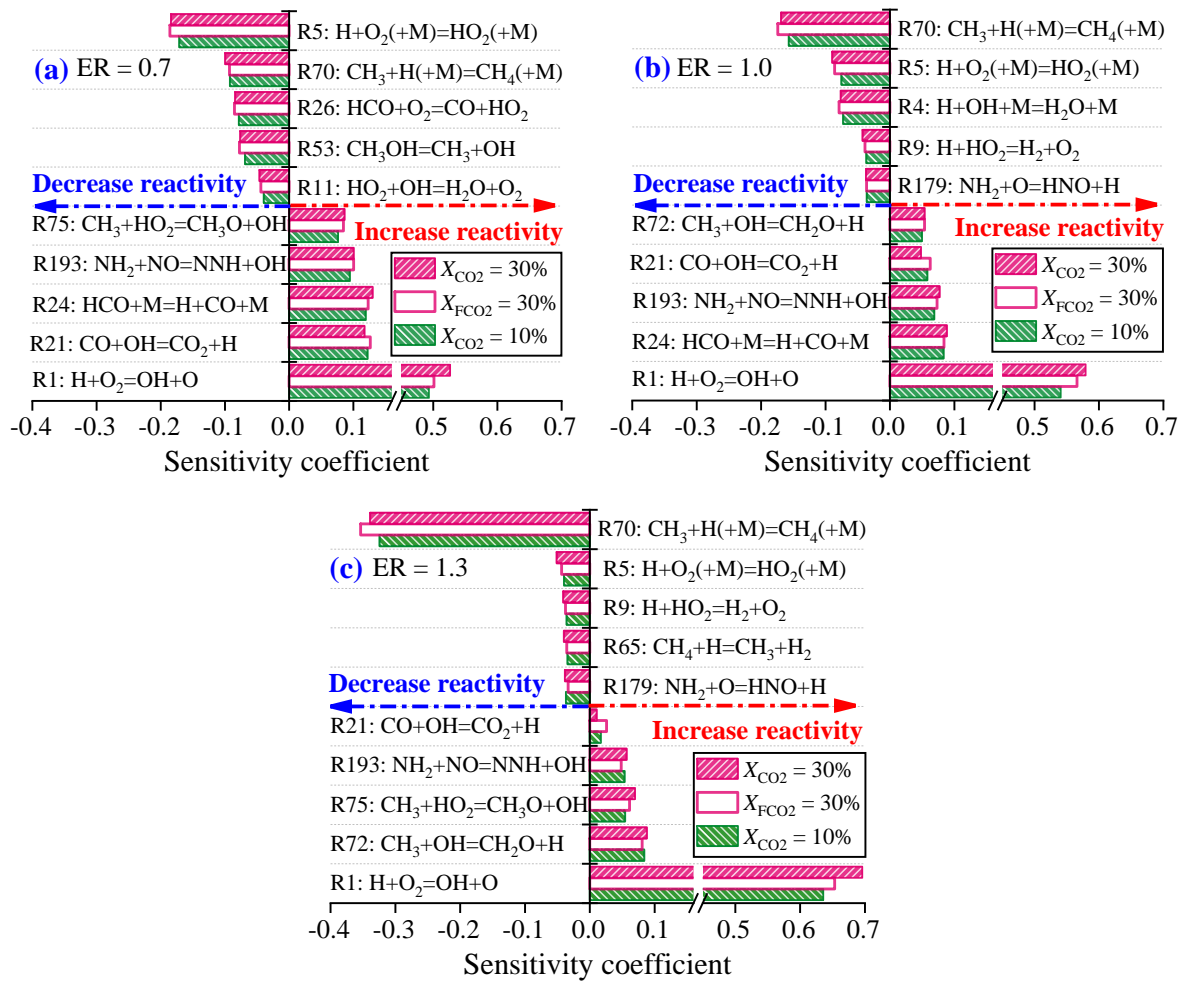 (a) ER = 0.7
R5: H+O₂(+M)=HO₂(+M)
R70: CH₃+H(+M)=CH₄(+M)
R26: HCO+O₂=CO+HO₂
R53: CH₃OH=CH₃+OH
R11: HO₂+OH=H₂O+O₂
Decrease reactivity
Increase reactivity
R75: CH₃+HO₂=CH₃O+OH
R193: NH₂+NO=NNH+OH
R24: HCO+M=H+CO+M
R21: CO+OH=CO₂+H
R1: H+O₂=OH+O
X_CO2 = 30%
X_FCO2 = 30%
X_CO2 = 10%
-0.4 -0.3 -0.2 -0.1 0.0 0.1 0.5 0.6 0.7
Sensitivity coefficient
(b) ER = 1.0
R70: CH₃+H(+M)=CH₄(+M)
R5: H+O₂(+M)=HO₂(+M)
R4: H+OH+M=H₂O+M
R9: H+HO₂=H₂+O₂
R179: NH₂+O=HNO+H
Decrease reactivity
Increase reactivity
R72: CH₃+OH=CH₂O+H
R21: CO+OH=CO₂+H
R193: NH₂+NO=NNH+OH
R24: HCO+M=H+CO+M
R1: H+O₂=OH+O
X_CO2 = 30%
X_FCO2 = 30%
X_CO2 = 10%
-0.4 -0.3 -0.2 -0.1 0.0 0.1 0.5 0.6 0.7
Sensitivity coefficient
(c) ER = 1.3
R70: CH₃+H(+M)=CH₄(+M)
R5: H+O₂(+M)=HO₂(+M)
R9: H+HO₂=H₂+O₂
R65: CH₄+H=CH₃+H₂
R179: NH₂+O=HNO+H
Decrease reactivity
Increase reactivity
R21: CO+OH=CO₂+H
R193: NH₂+NO=NNH+OH
R75: CH₃+HO₂=CH₃O+OH
R72: CH₃+OH=CH₂O+H
R1: H+O₂=OH+O
X_CO2 = 30%
X_FCO2 = 30%
X_CO2 = 10%
-0.4 -0.3 -0.2 -0.1 0.0 0.1 0.5 0.6 0.7
Sensitivity coefficient